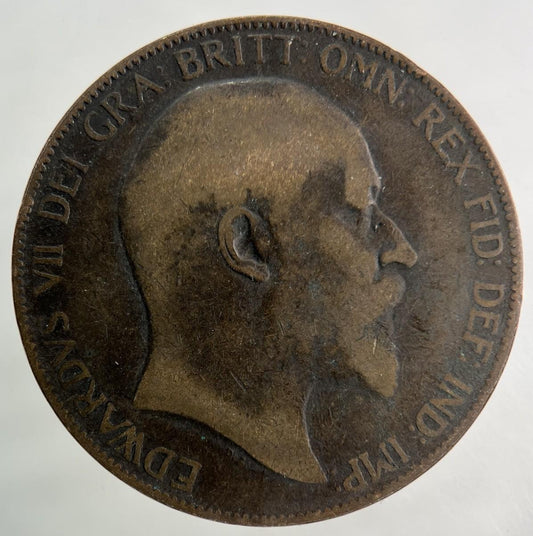 EDWARDVS VII DEI GRA: BRITT: OMN: REX FID: DEF: IND: IMP: